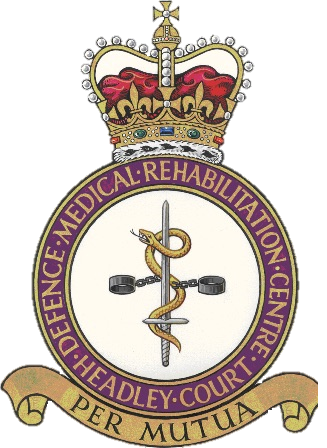 DEFENCE·MEDICAL·REHABILITATION·CENTRE
·HEADLEY·COURT·
PER MUTUA